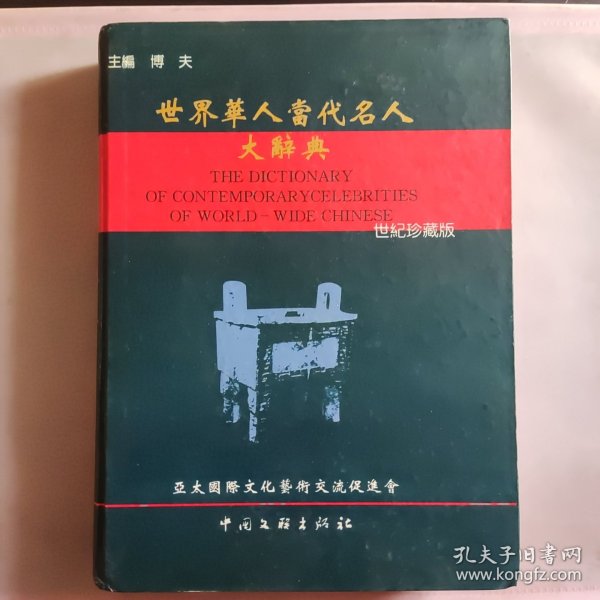 主編 博夫
世界華人當代名人
大辭典
THE DICTIONARY
OF CONTEMPORARYCELEBRITIES
OF WORLD-WIDE CHINESE
世紀珍藏版
亞太國際文化藝術交流促進會
中国文联出版社
孔夫子旧书网
www.kongfz.com